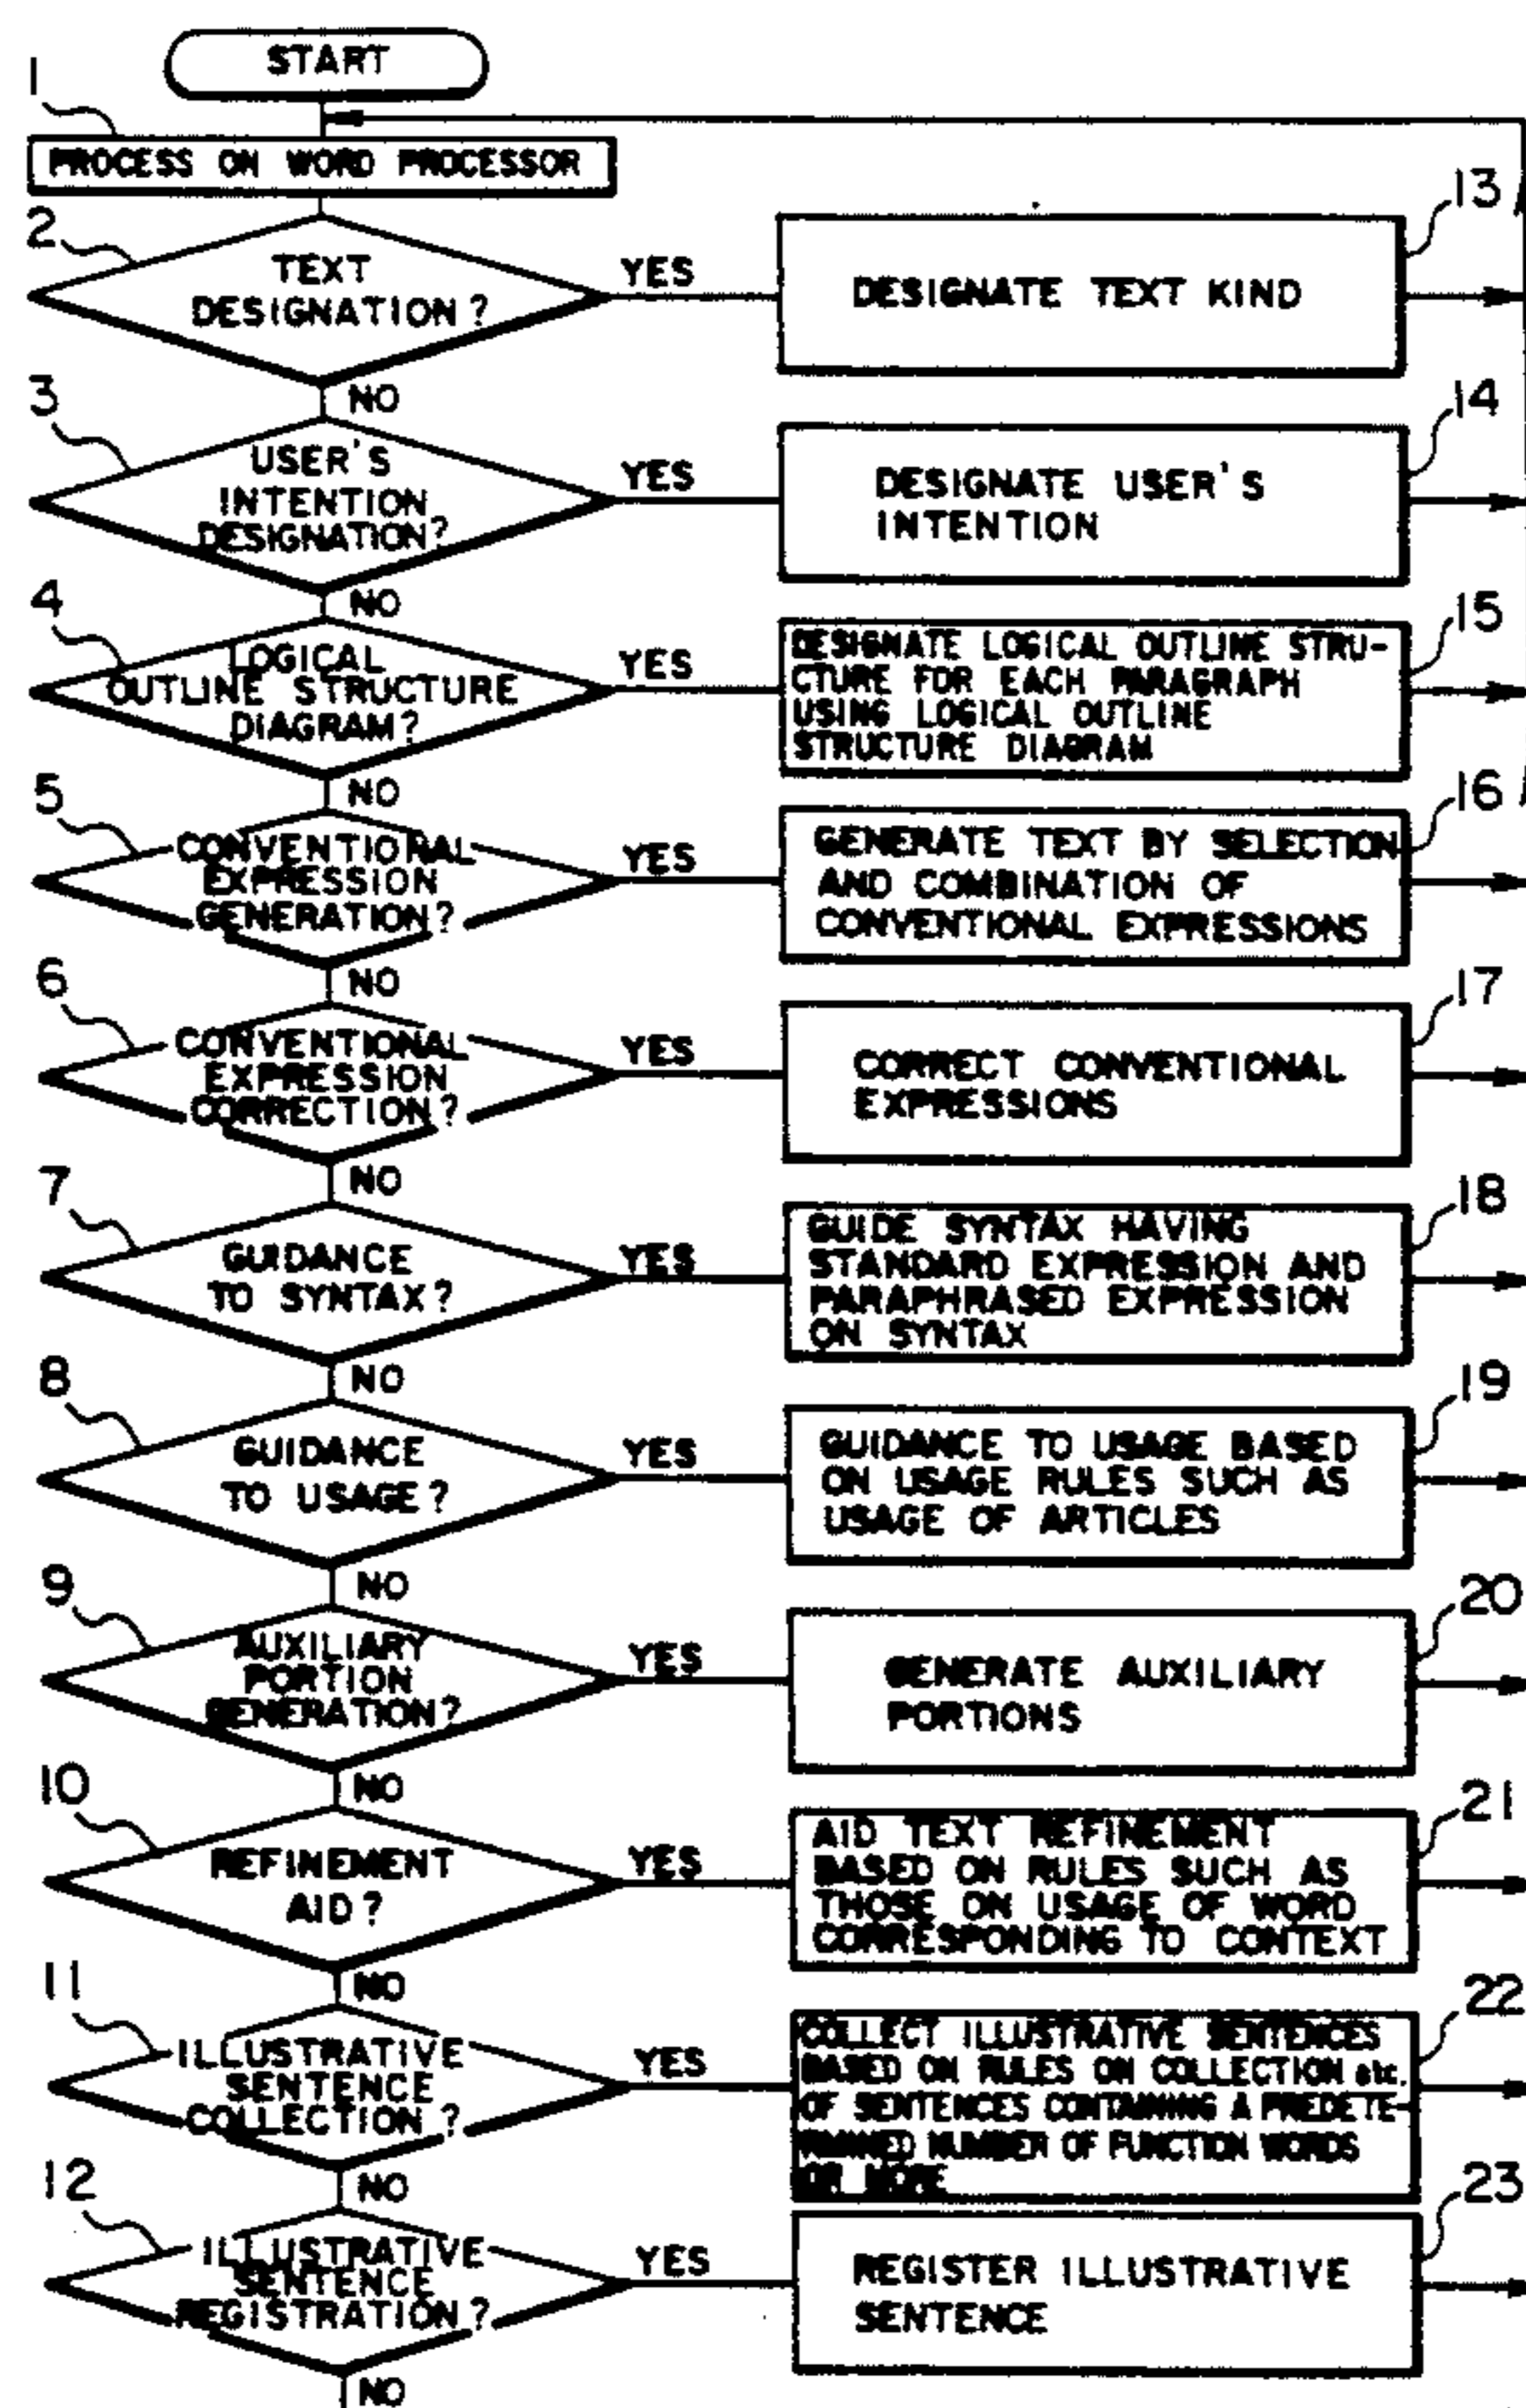 START
1
PROCESS ON WORD PROCESSOR
2
TEXT
DESIGNATION?
YES
13
DESIGNATE TEXT KIND
NO
3
USER'S
INTENTION
DESIGNATION?
YES
14
DESIGNATE USER'S
INTENTION
NO
4
LOGICAL
OUTLINE STRUCTURE
DIAGRAM?
YES
15
DESIGNATE LOGICAL OUTLINE STRU-
CTURE FOR EACH PARAGRAPH
USING LOGICAL OUTLINE
STRUCTURE DIAGRAM
NO
5
CONVENTIONAL
EXPRESSION
GENERATION?
YES
16
GENERATE TEXT BY SELECTION
AND COMBINATION OF
CONVENTIONAL EXPRESSIONS
NO
6
CONVENTIONAL
EXPRESSION
CORRECTION?
YES
17
CORRECT CONVENTIONAL
EXPRESSIONS
NO
7
GUIDANCE
TO SYNTAX?
YES
18
GUIDE SYNTAX HAVING
STANDARD EXPRESSION AND
PARAPHRASED EXPRESSION
ON SYNTAX
NO
8
GUIDANCE
TO USAGE?
YES
19
GUIDANCE TO USAGE BASED
ON USAGE RULES SUCH AS
USAGE OF ARTICLES
NO
9
AUXILIARY
PORTION
GENERATION?
YES
20
GENERATE AUXILIARY
PORTIONS
NO
10
REFINEMENT
AID?
YES
21
AID TEXT REFINEMENT
BASED ON RULES SUCH AS
THOSE ON USAGE OF WORD
CORRESPONDING TO CONTEXT
NO
11
ILLUSTRATIVE
SENTENCE
COLLECTION?
YES
22
COLLECT ILLUSTRATIVE SENTENCES
BASED ON RULES ON COLLECTION etc.
OF SENTENCES CONTAINING A PREDETE-
RMINED NUMBER OF FUNCTION WORDS
OR MORE
NO
12
ILLUSTRATIVE
SENTENCE
REGISTRATION?
YES
23
REGISTER ILLUSTRATIVE
SENTENCE
NO